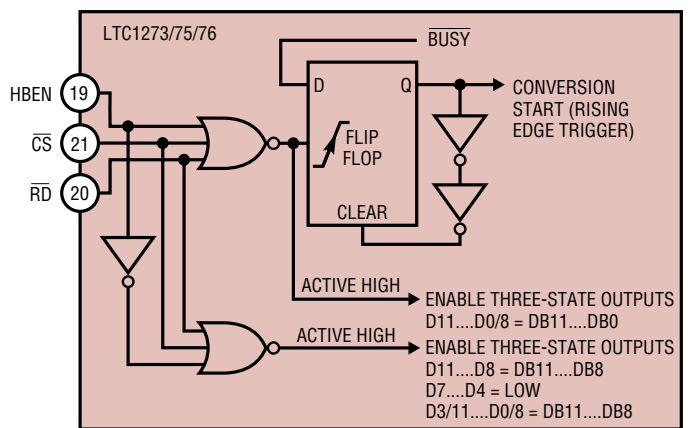 LTC1273/75/76
BUSY
HBEN 19
CS 21
RD 20
D
Q
FLIP
FLOP
CLEAR
CONVERSION
START (RISING
EDGE TRIGGER)
ACTIVE HIGH
ENABLE THREE-STATE OUTPUTS
D11....D0/8 = DB11....DB0
ACTIVE HIGH
ENABLE THREE-STATE OUTPUTS
D11....D8 = DB11....DB8
D7....D4 = LOW
D3/11....D0/8 = DB11....DB8